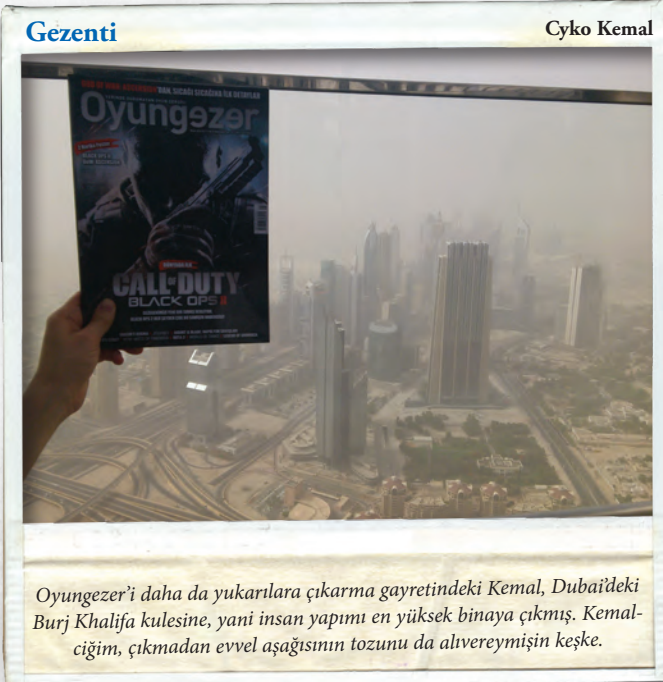 Gezenti
Cyko Kemal
Oyungezer
CALL OF DUTY
BLACK OPS II
Oyungezer'i daha da yukarılara çıkarma gayretindeki Kemal, Dubai'deki
Burj Khalifa kulesine, yani insan yapımı en yüksek binaya çıkmış. Kemal-
ciğim, çıkmadan evvel aşağısının tozunu da alıvereymişin keşke.